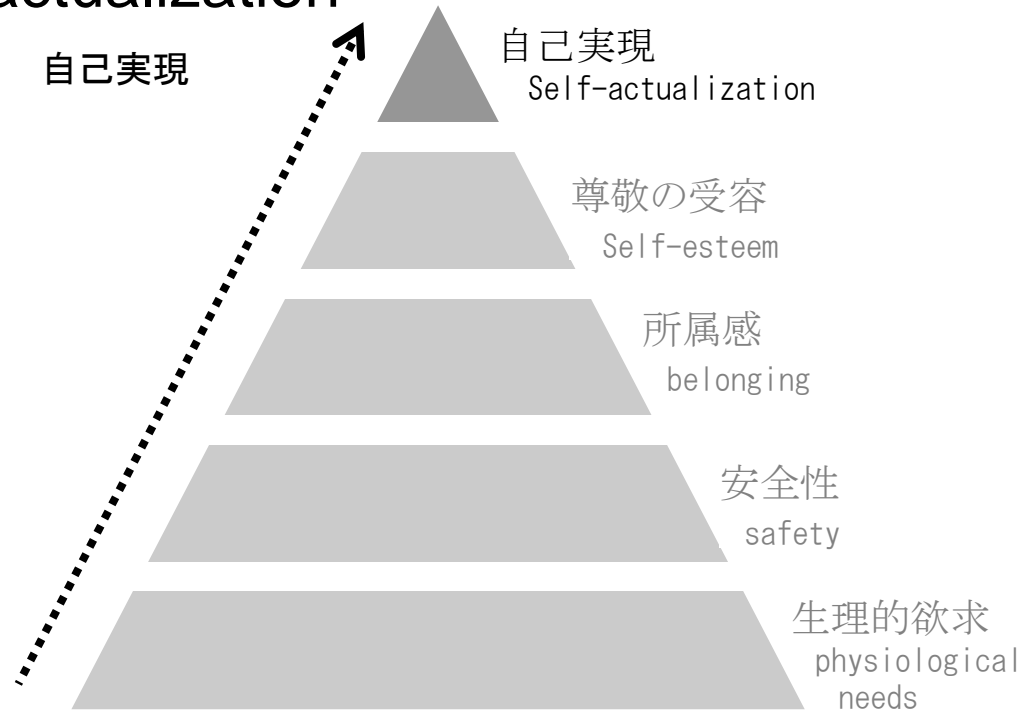 actualization
自己実現
自己実現
Self-actualization
尊敬の受容
Self-esteem
所属感
belonging
安全性
safety
生理的欲求
physiological
needs